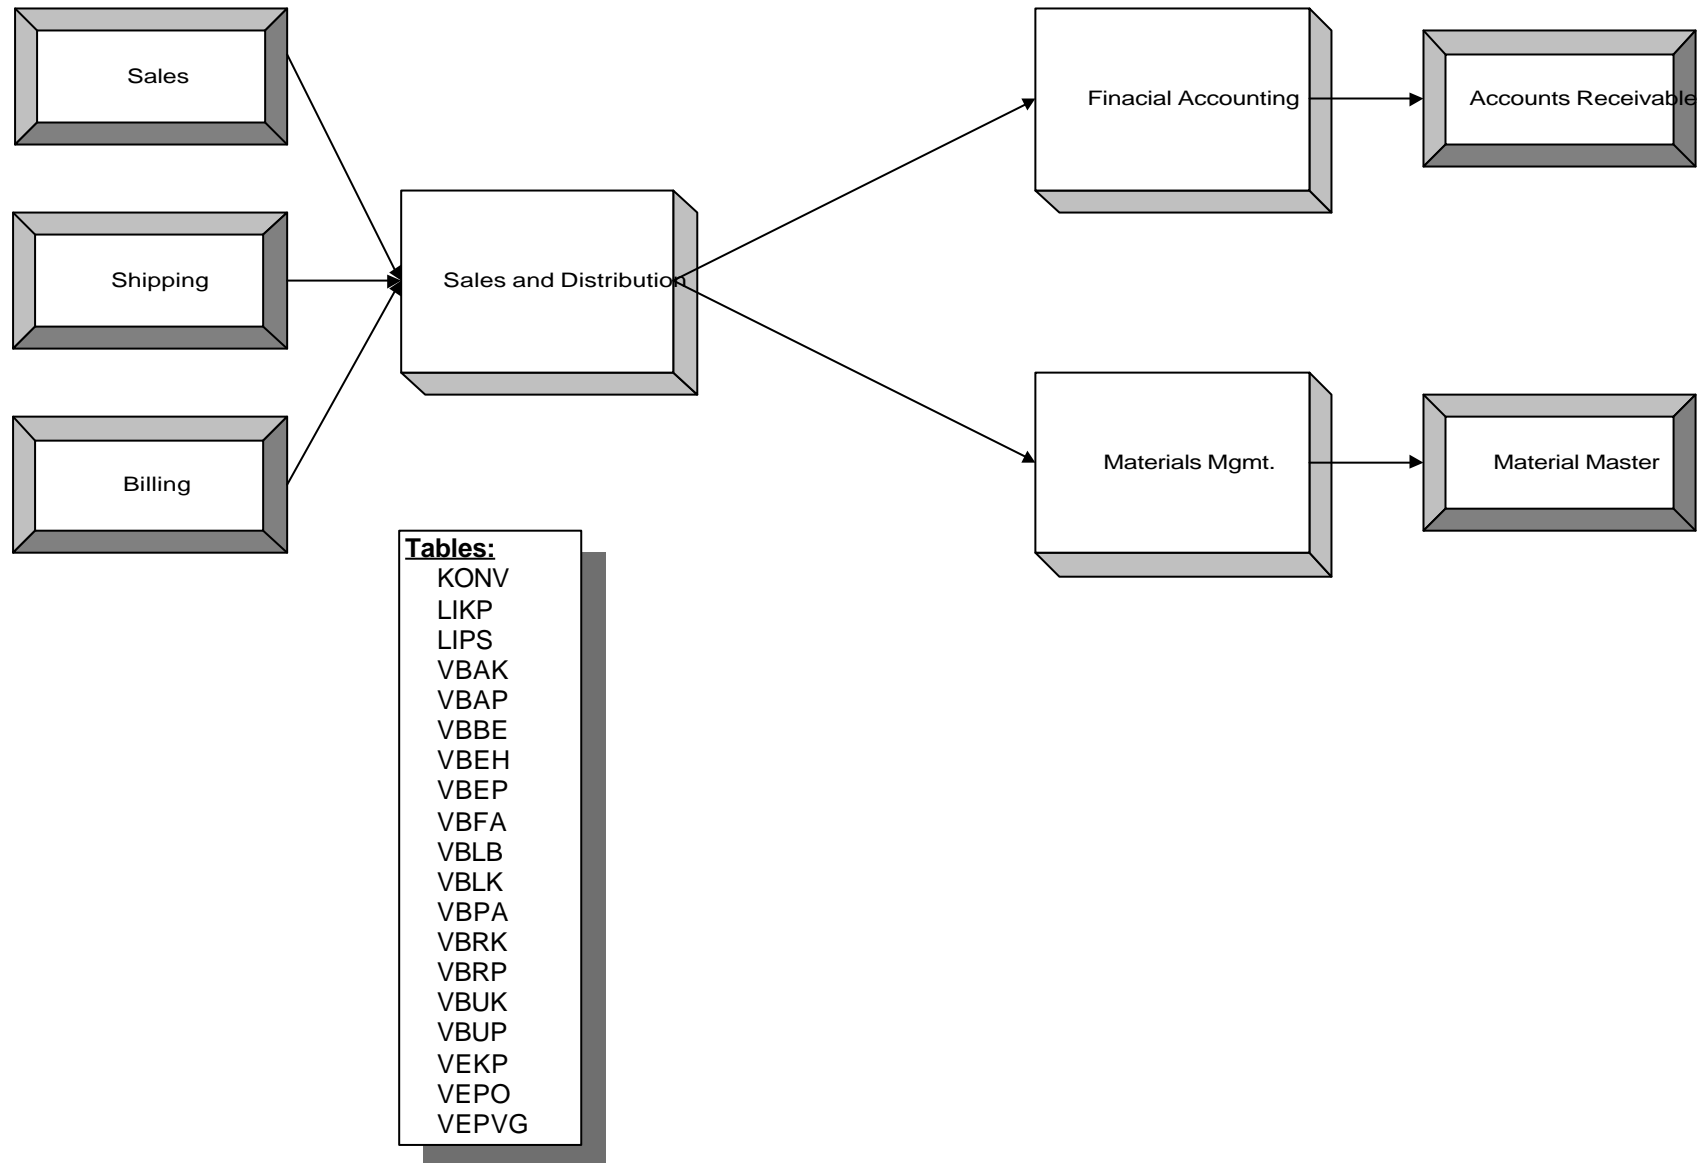 Sales
Finacial Accounting
Accounts Receivable
Shipping
Sales and Distribution
Billing
Materials Mgmt.
Material Master
Tables:
KONV
LIKP
LIPS
VBAK
VBAP
VBBE
VBEH
VBEP
VBFA
VBLB
VBLK
VBPA
VBRK
VBRP
VBUK
VBUP
VEKP
VEPO
VEPVG